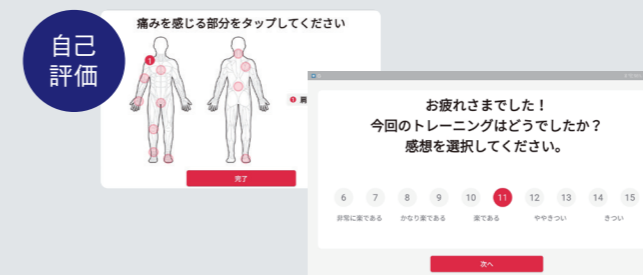 自己
評価
痛みを感じる部分をタップしてください
1
1 肩
完了
お疲れさまでした！
今回のトレーニングはどうでしたか？
感想を選択してください。
6 7 8 9 10 11 12 13 14 15
非常に楽である かなり楽である 楽である ややきつい きつい
次へ